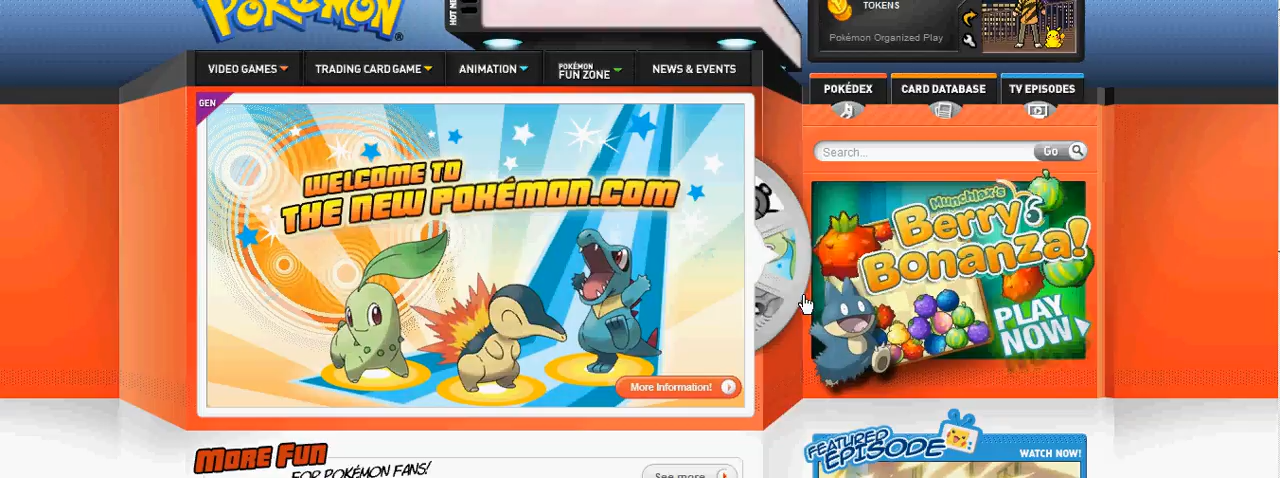 POKéMON®
HOT NE
TOKENS
Pokémon Organized Play
VIDEO GAMES
TRADING CARD GAME
ANIMATION
POKÉMON
FUN ZONE
NEWS & EVENTS
POKÉDEX
CARD DATABASE
TV EPISODES
GEN
Search...
Go
WELCOME TO
THE NEW POKÉMON.COM
More Information!
Munchlax's
Berry
Bonanza!
PLAY
NOW
MORE FUN
FOR POKÉMON FANS!
See more
FEATURED
EPISODE
WATCH NOW!